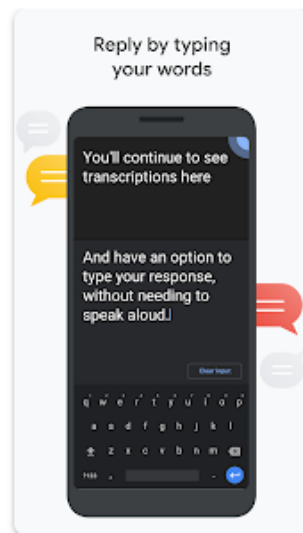 Reply by typing
your words
You'll continue to see
transcriptions here
And have an option to
type your response,
without needing to
speak aloud.
Clear input
q w e r t y u i o p
a s d f g h j k l
z x c v b n m
?123 , .